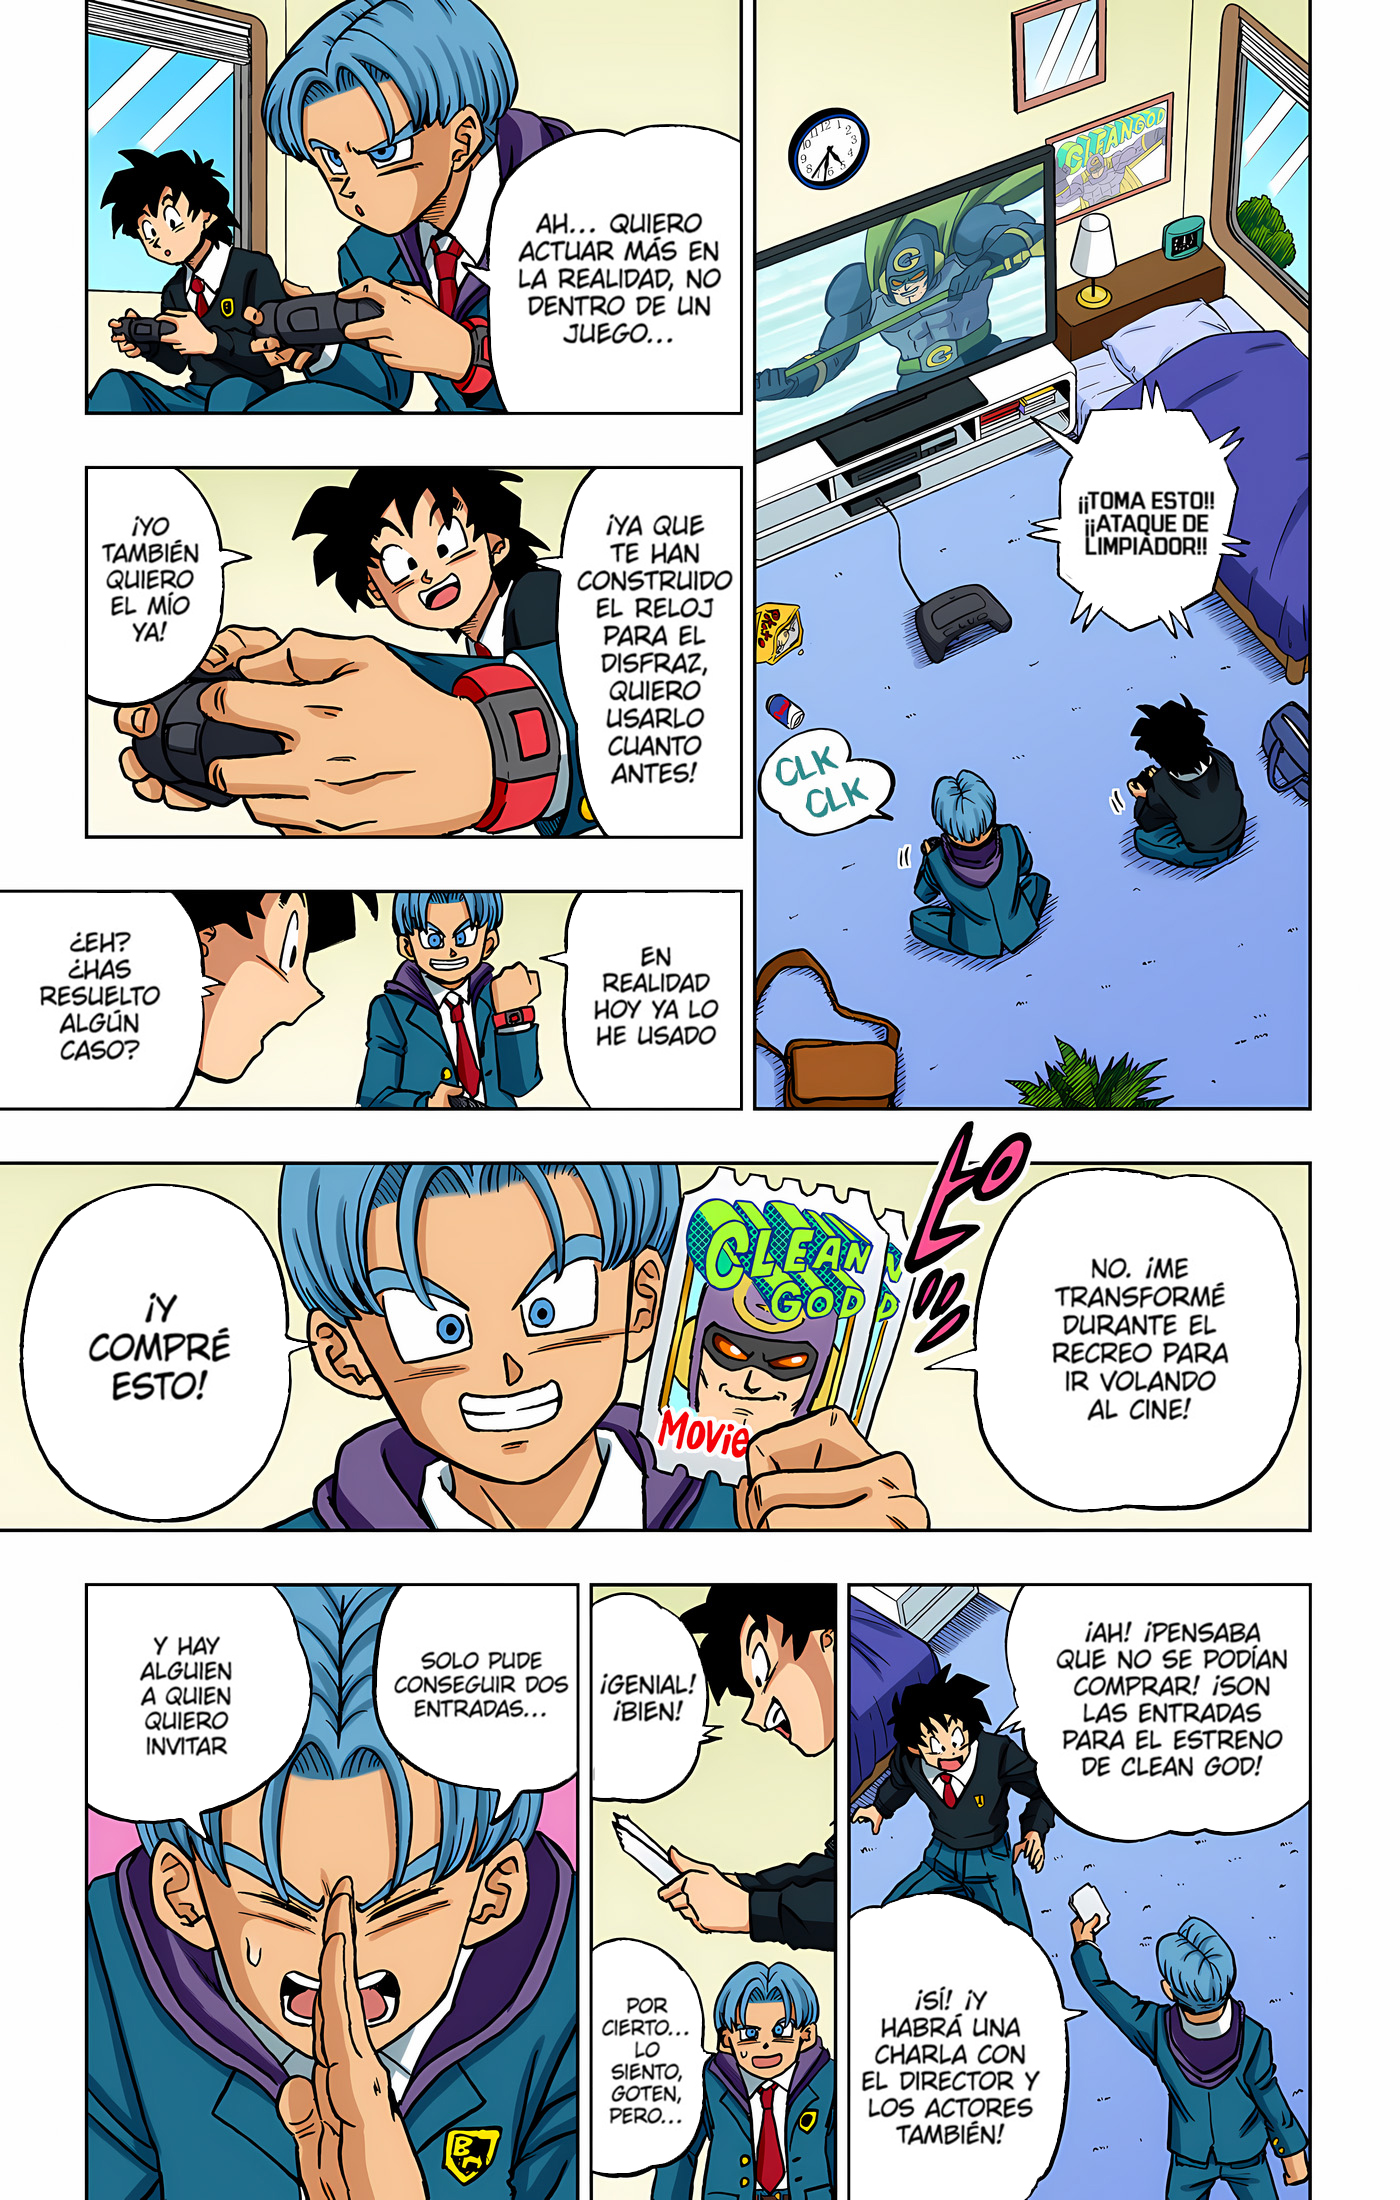 CLEAN GOD
G
G
¡¡TOMA ESTO!!
¡¡ATAQUE DE
LIMPIADOR!!
CLK
CLK
AH... QUIERO
ACTUAR MÁS EN
LA REALIDAD, NO
DENTRO DE UN
JUEGO...
¡YA QUE
TE HAN
CONSTRUIDO
EL RELOJ
PARA EL
DISFRAZ,
QUIERO
USARLO
CUANTO
ANTES!
¡YO
TAMBIÉN
QUIERO
EL MÍO
YA!
EN
REALIDAD
HOY YA LO
HE USADO
¿EH?
¿HAS
RESUELTO
ALGÚN
CASO?
NO. ¡ME
TRANSFORMÉ
DURANTE EL
RECREO PARA
IR VOLANDO
AL CINE!
ピッ
CLEAN
GOD
MOVIE
¡Y
COMPRÉ
ESTO!
¡AH! ¡PENSABA
QUE NO SE PODÍAN
COMPRAR! ¡SON
LAS ENTRADAS
PARA EL ESTRENO
DE CLEAN GOD!
¡SÍ! ¡Y
HABRÁ UNA
CHARLA CON
EL DIRECTOR Y
LOS ACTORES
TAMBIÉN!
¡GENIAL!
¡BIEN!
POR
CIERTO...
LO
SIENTO,
GOTEN,
PERO...
SOLO PUDE
CONSEGUIR DOS
ENTRADAS...
Y HAY
ALGUIEN
A QUIEN
QUIERO
INVITAR